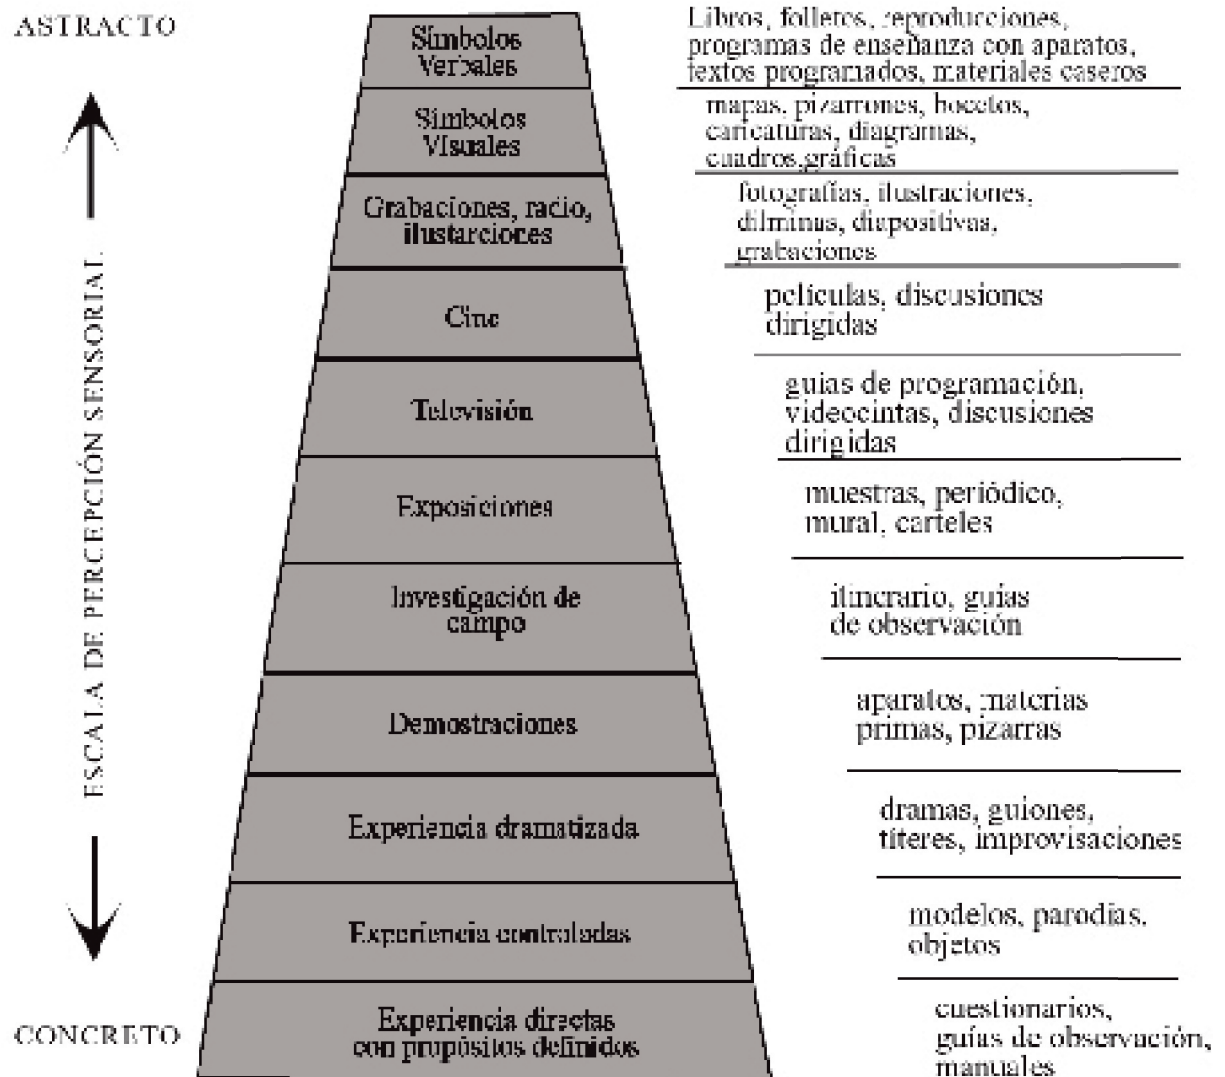 ASTRACTO
ESCALA DE PERCEPCIÓN SENSORIAL
CONCRETO
Símbolos
Verbales
Libros, folletos, reproducciones,
programas de enseñanza con aparatos,
textos programados, materiales caseros
Símbolos
Visuales
mapas, pizarrones, bocetos,
caricaturas, diagramas,
cuadros,gráficas
Grabaciones, radio,
ilustarciones
fotografías, ilustraciones,
dilminas, diapositivas,
grabaciones
Cine
películas, discusiones
dirigidas
Televisión
guías de programación,
videocintas, discusiones
dirigidas
Exposiciones
muestras, periódico,
mural, carteles
Investigación de
campo
itinerario, guías
de observación
Demostraciones
aparatos, materias
primas, pizarras
Experiencia dramatizada
dramas, guiones,
títeres, improvisaciones
Experiencia controladas
modelos, parodias,
objetos
Experiencia directas
con propósitos definidos
cuestionarios,
guías de observación,
manuales